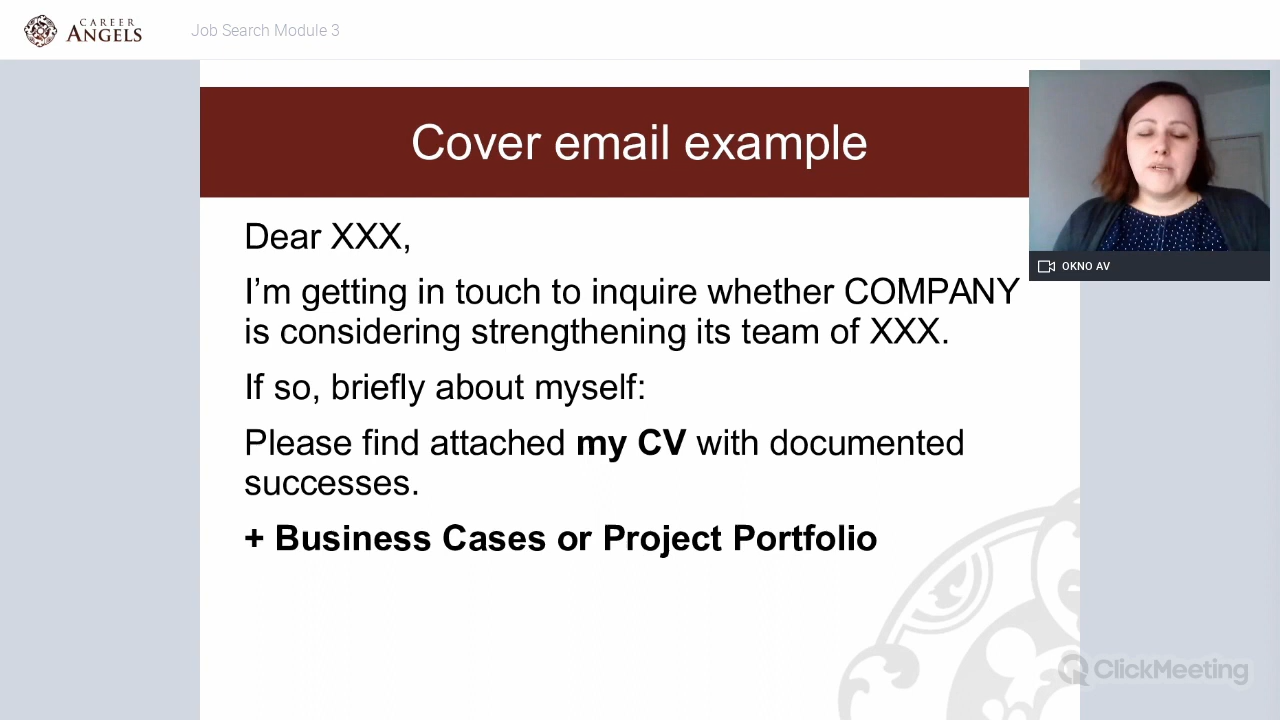 CAREER
ANGELS
Job Search Module 3
Cover email example
Dear XXX,
I’m getting in touch to inquire whether COMPANY
is considering strengthening its team of XXX.
If so, briefly about myself:
Please find attached my CV with documented
successes.
+ Business Cases or Project Portfolio
OKNO AV
ClickMeeting